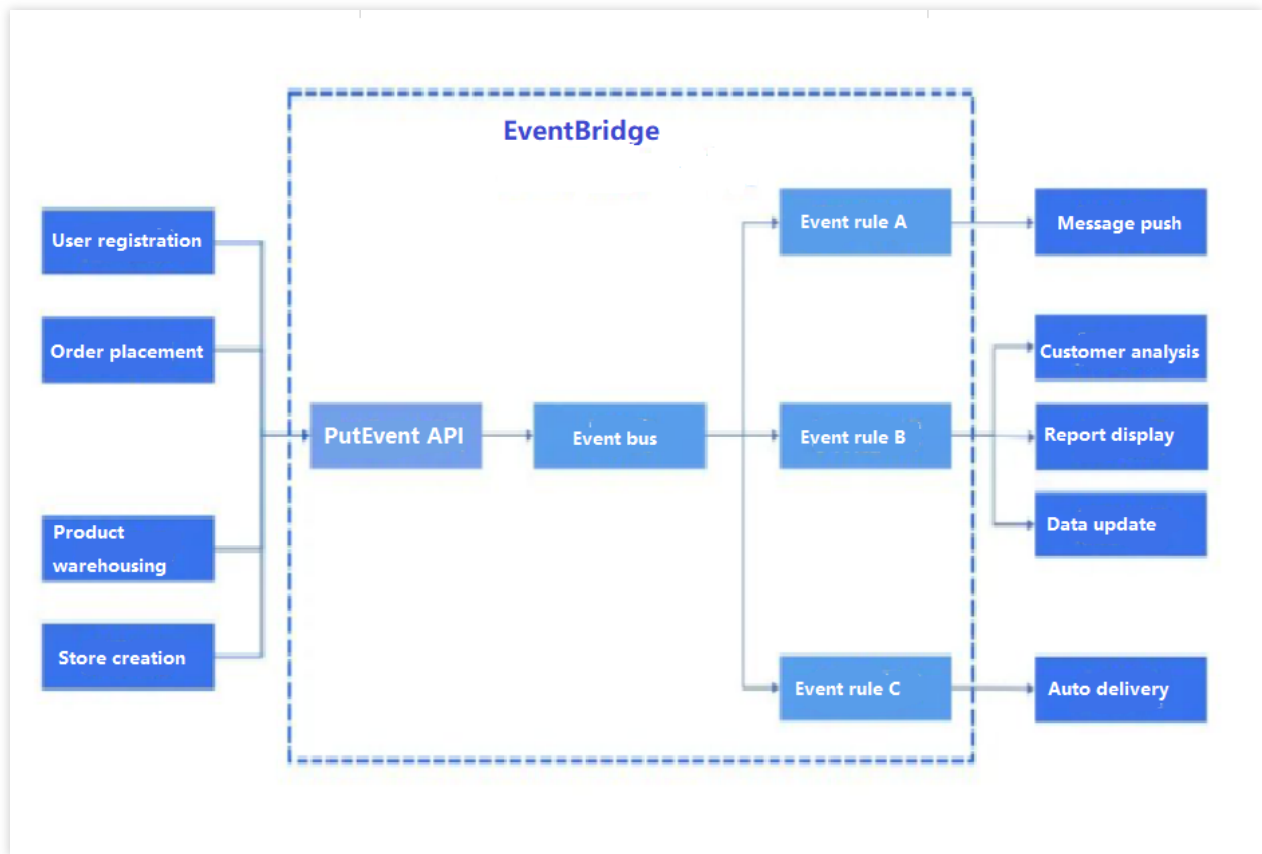 EventBridge
User registration
Order placement
Product
warehousing
Store creation
PutEvent API
Event bus
Event rule A
Event rule B
Event rule C
Message push
Customer analysis
Report display
Data update
Auto delivery